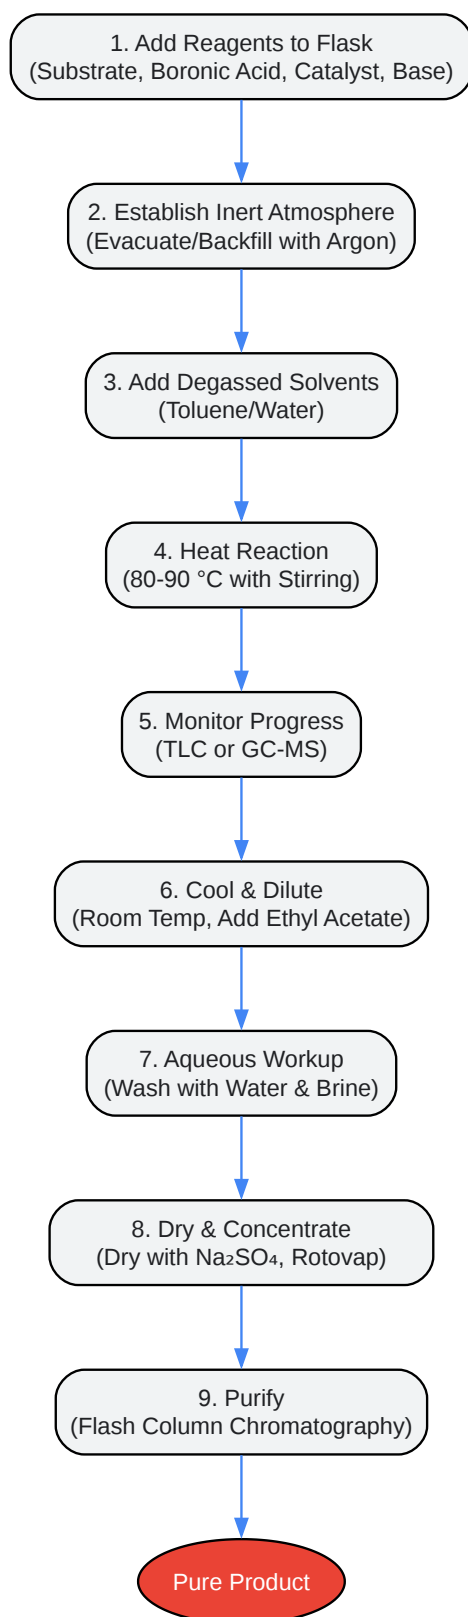 1. Add Reagents to Flask
(Substrate, Boronic Acid, Catalyst, Base)
2. Establish Inert Atmosphere
(Evacuate/Backfill with Argon)
3. Add Degassed Solvents
(Toluene/Water)
4. Heat Reaction
(80-90 °C with Stirring)
5. Monitor Progress
(TLC or GC-MS)
6. Cool & Dilute
(Room Temp, Add Ethyl Acetate)
7. Aqueous Workup
(Wash with Water & Brine)
8. Dry & Concentrate
(Dry with Na₂SO₄, Rotovap)
9. Purify
(Flash Column Chromatography)
Pure Product